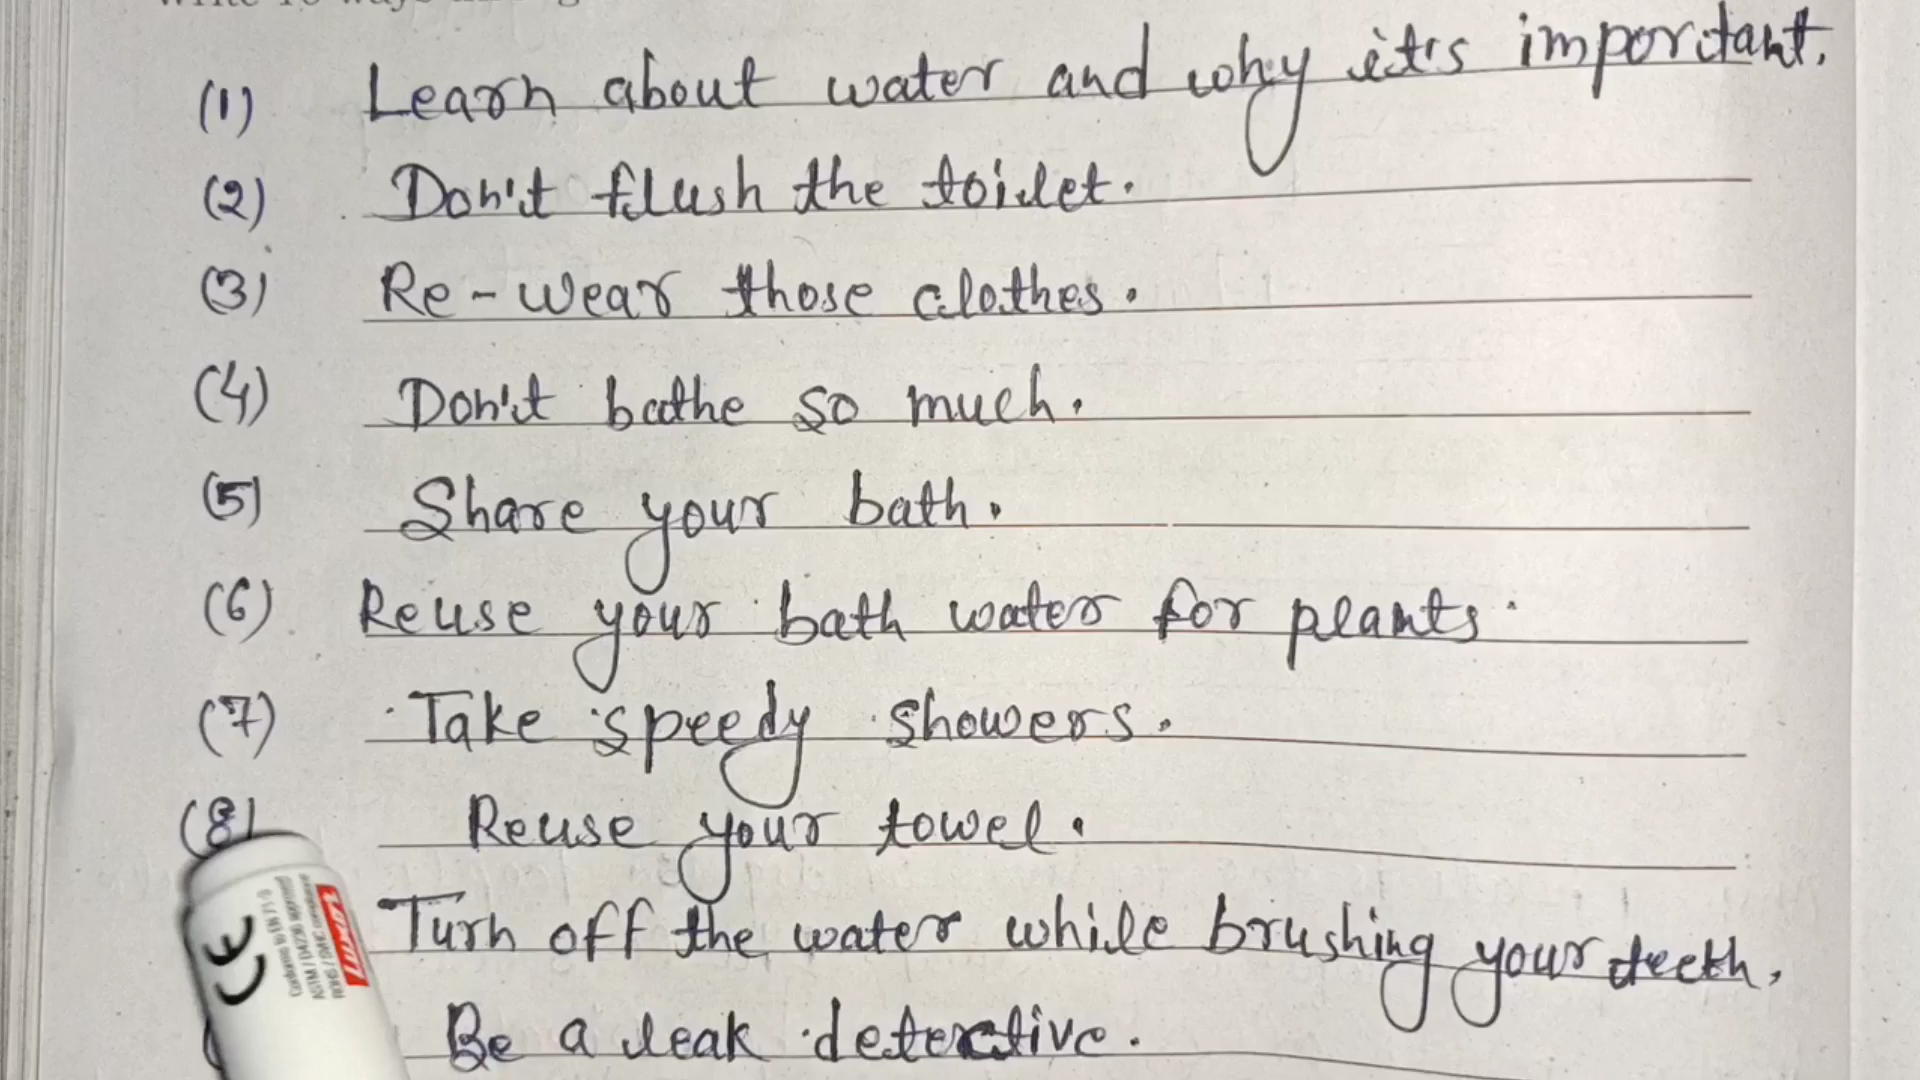 (1) Learn about water and why it's important.
(2) Don't flush the toilet.
(3) Re-wear those clothes.
(4) Don't bathe so much.
(5) Share your bath.
(6) Reuse your bath water for plants.
(7) Take speedy showers.
(8) Reuse your towel.
Turn off the water while brushing your teeth.
Be a leak detective.
CE